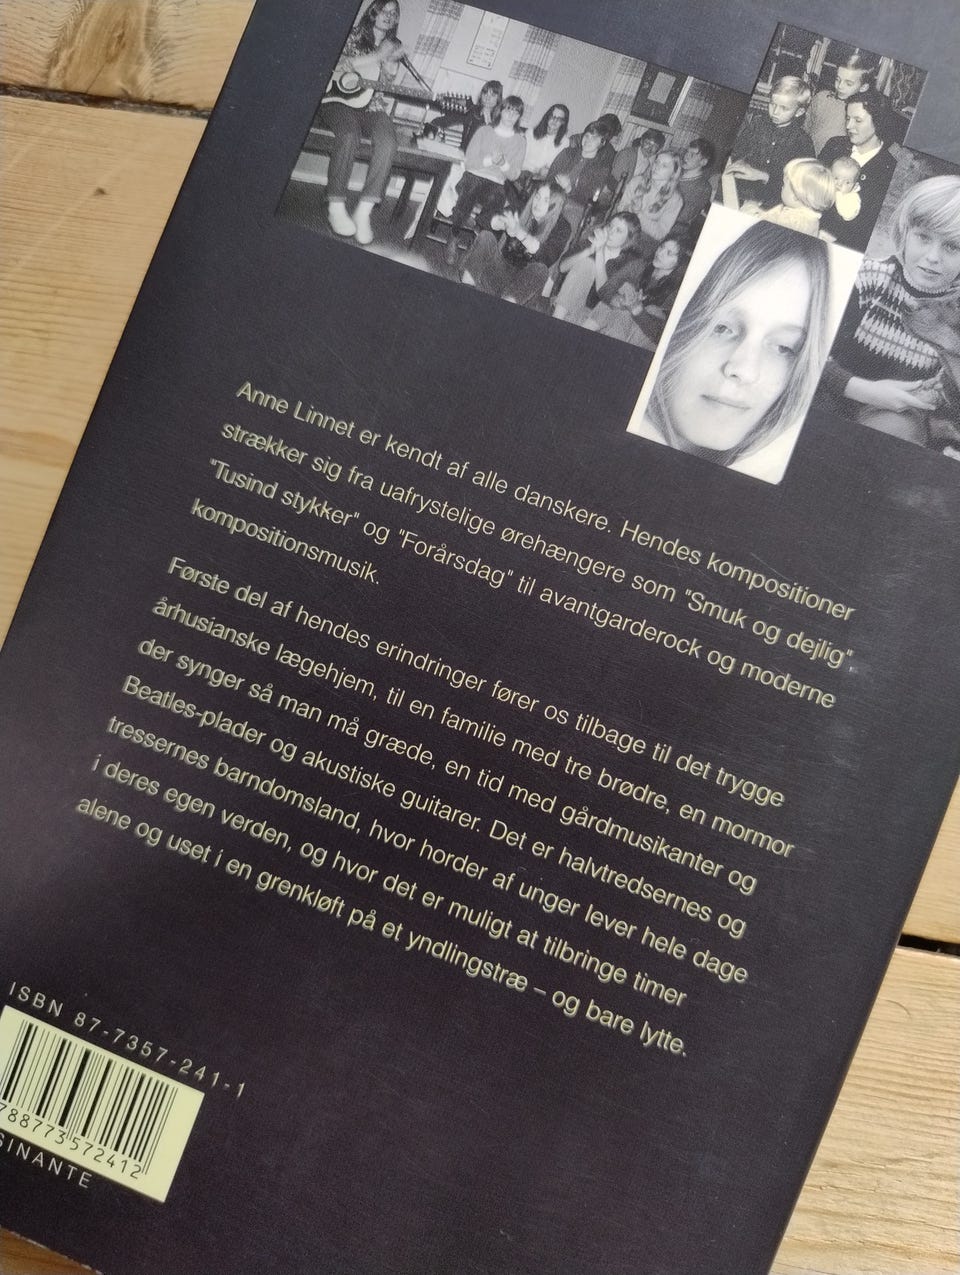 Anne Linnet er kendt af alle danskere. Hendes kompositioner
strækker sig fra uafrystelige ørehængere som "Smuk og dejlig",
"Tusind stykker" og "Forårsdag" til avantgarderock og moderne
kompositionsmusik.
Første del af hendes erindringer fører os tilbage til det trygge
århusianske lægehjem, til en familie med tre brødre, en mormor
der synger så man må græde, en tid med gårdmusikanter og
Beatles-plader og akustiske guitarer. Det er halvtredsernes og
tressernes barndomsland, hvor horder af unger lever hele dage
i deres egen verden, og hvor det er muligt at tilbringe timer
alene og uset i en grenkløft på et yndlingstræ – og bare lytte.
ISBN 87-7357-241-1
788773572412
SINANTE